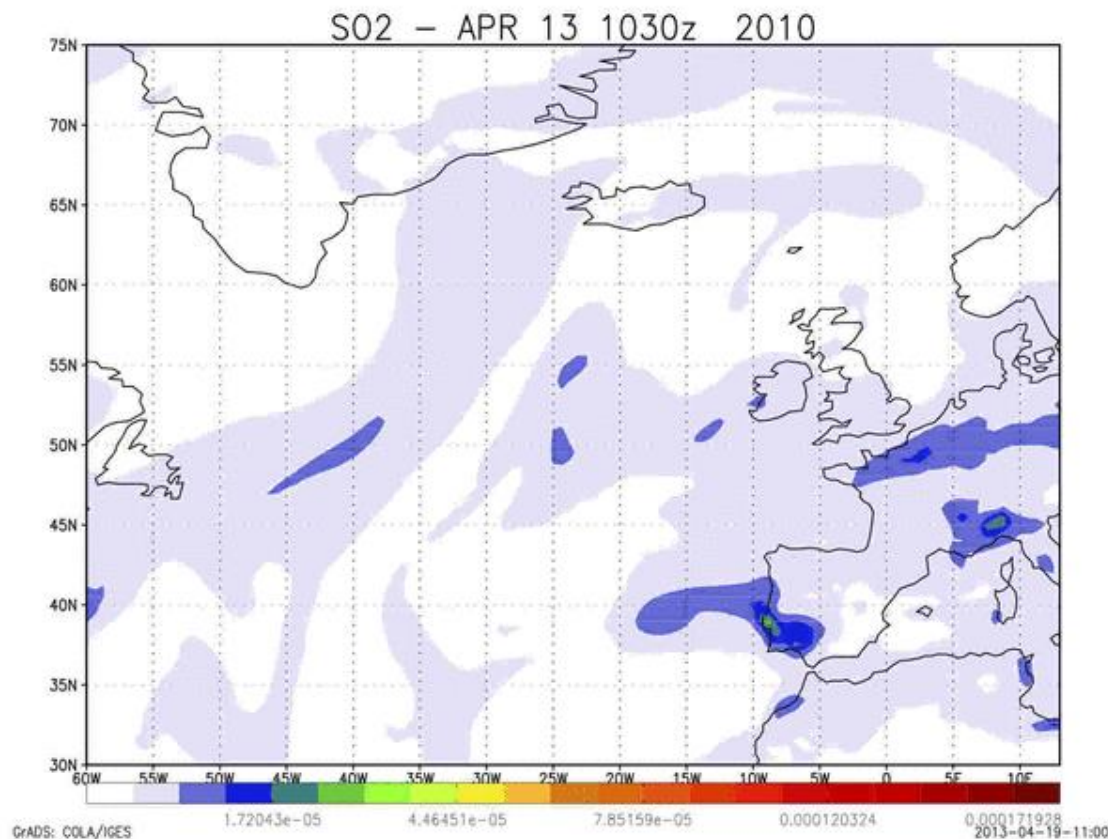 SO2 – APR 13 1030z 2010
75N
70N
65N
60N
55N
50N
45N
40N
35N
30N
60W 55W 50W 45W 40W 35W 30W 25W 20W 15W 10W 5W 0 5E 10E
1.72043e-05 4.46451e-05 7.85159e-05 0.000120324 0.000171928
GrADS: COLA/IGES 2013-04-19-11:00